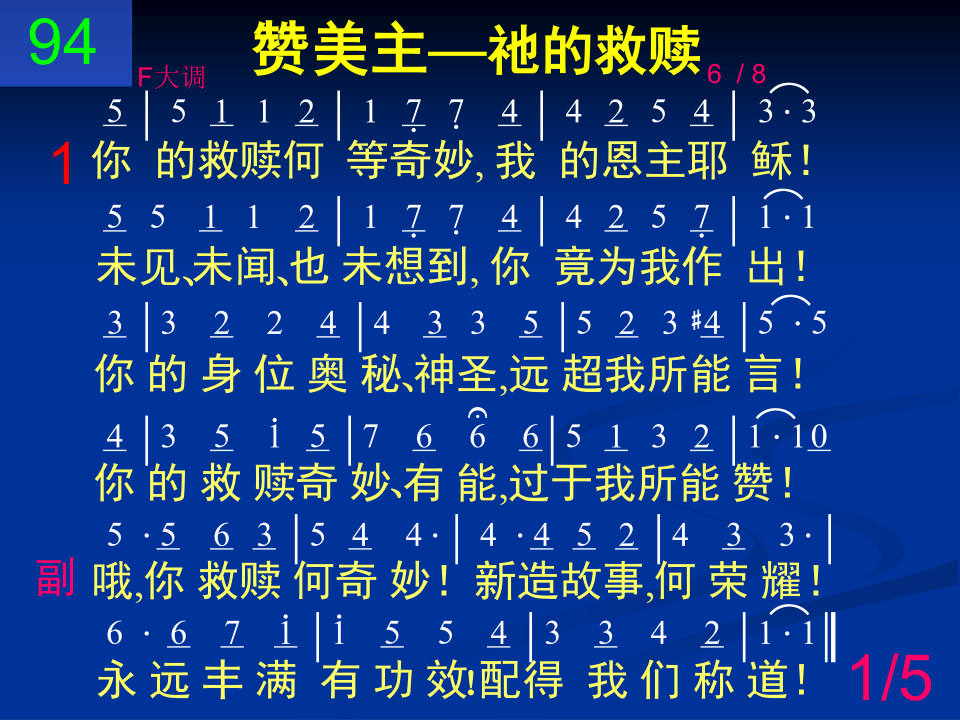 94
赞美主—祂的救赎
F大调
6 / 8
5 | 5 1 1 2 | 1 7 7 4 | 4 2 5 4 | 3 · 3
1 你 的救赎何 等奇妙, 我 的恩主耶 稣！
5 5 1 1 2 | 1 7 7 4 | 4 2 5 7 | 1 · 1
未见、未闻、也 未想到, 你 竟为我作 出！
3 | 3 2 2 4 | 4 3 3 5 | 5 2 3 #4 | 5 · 5
你 的 身 位 奥 秘、神圣,远 超我所能 言！
4 | 3 5 i 5 | 7 6 6 6 | 5 1 3 2 | 1 · 1 0
你 的 救 赎奇 妙、有 能,过于我所能 赞！
5 · 5 6 3 | 5 4 4 · | 4 · 4 5 2 | 4 3 3 · |
副 哦,你 救赎 何奇 妙！ 新造故事,何 荣 耀！
6 · 6 7 i | i 5 5 4 | 3 3 4 2 | 1 · 1 ‖
永 远 丰 满 有 功 效!配得 我 们 称 道！
1/5